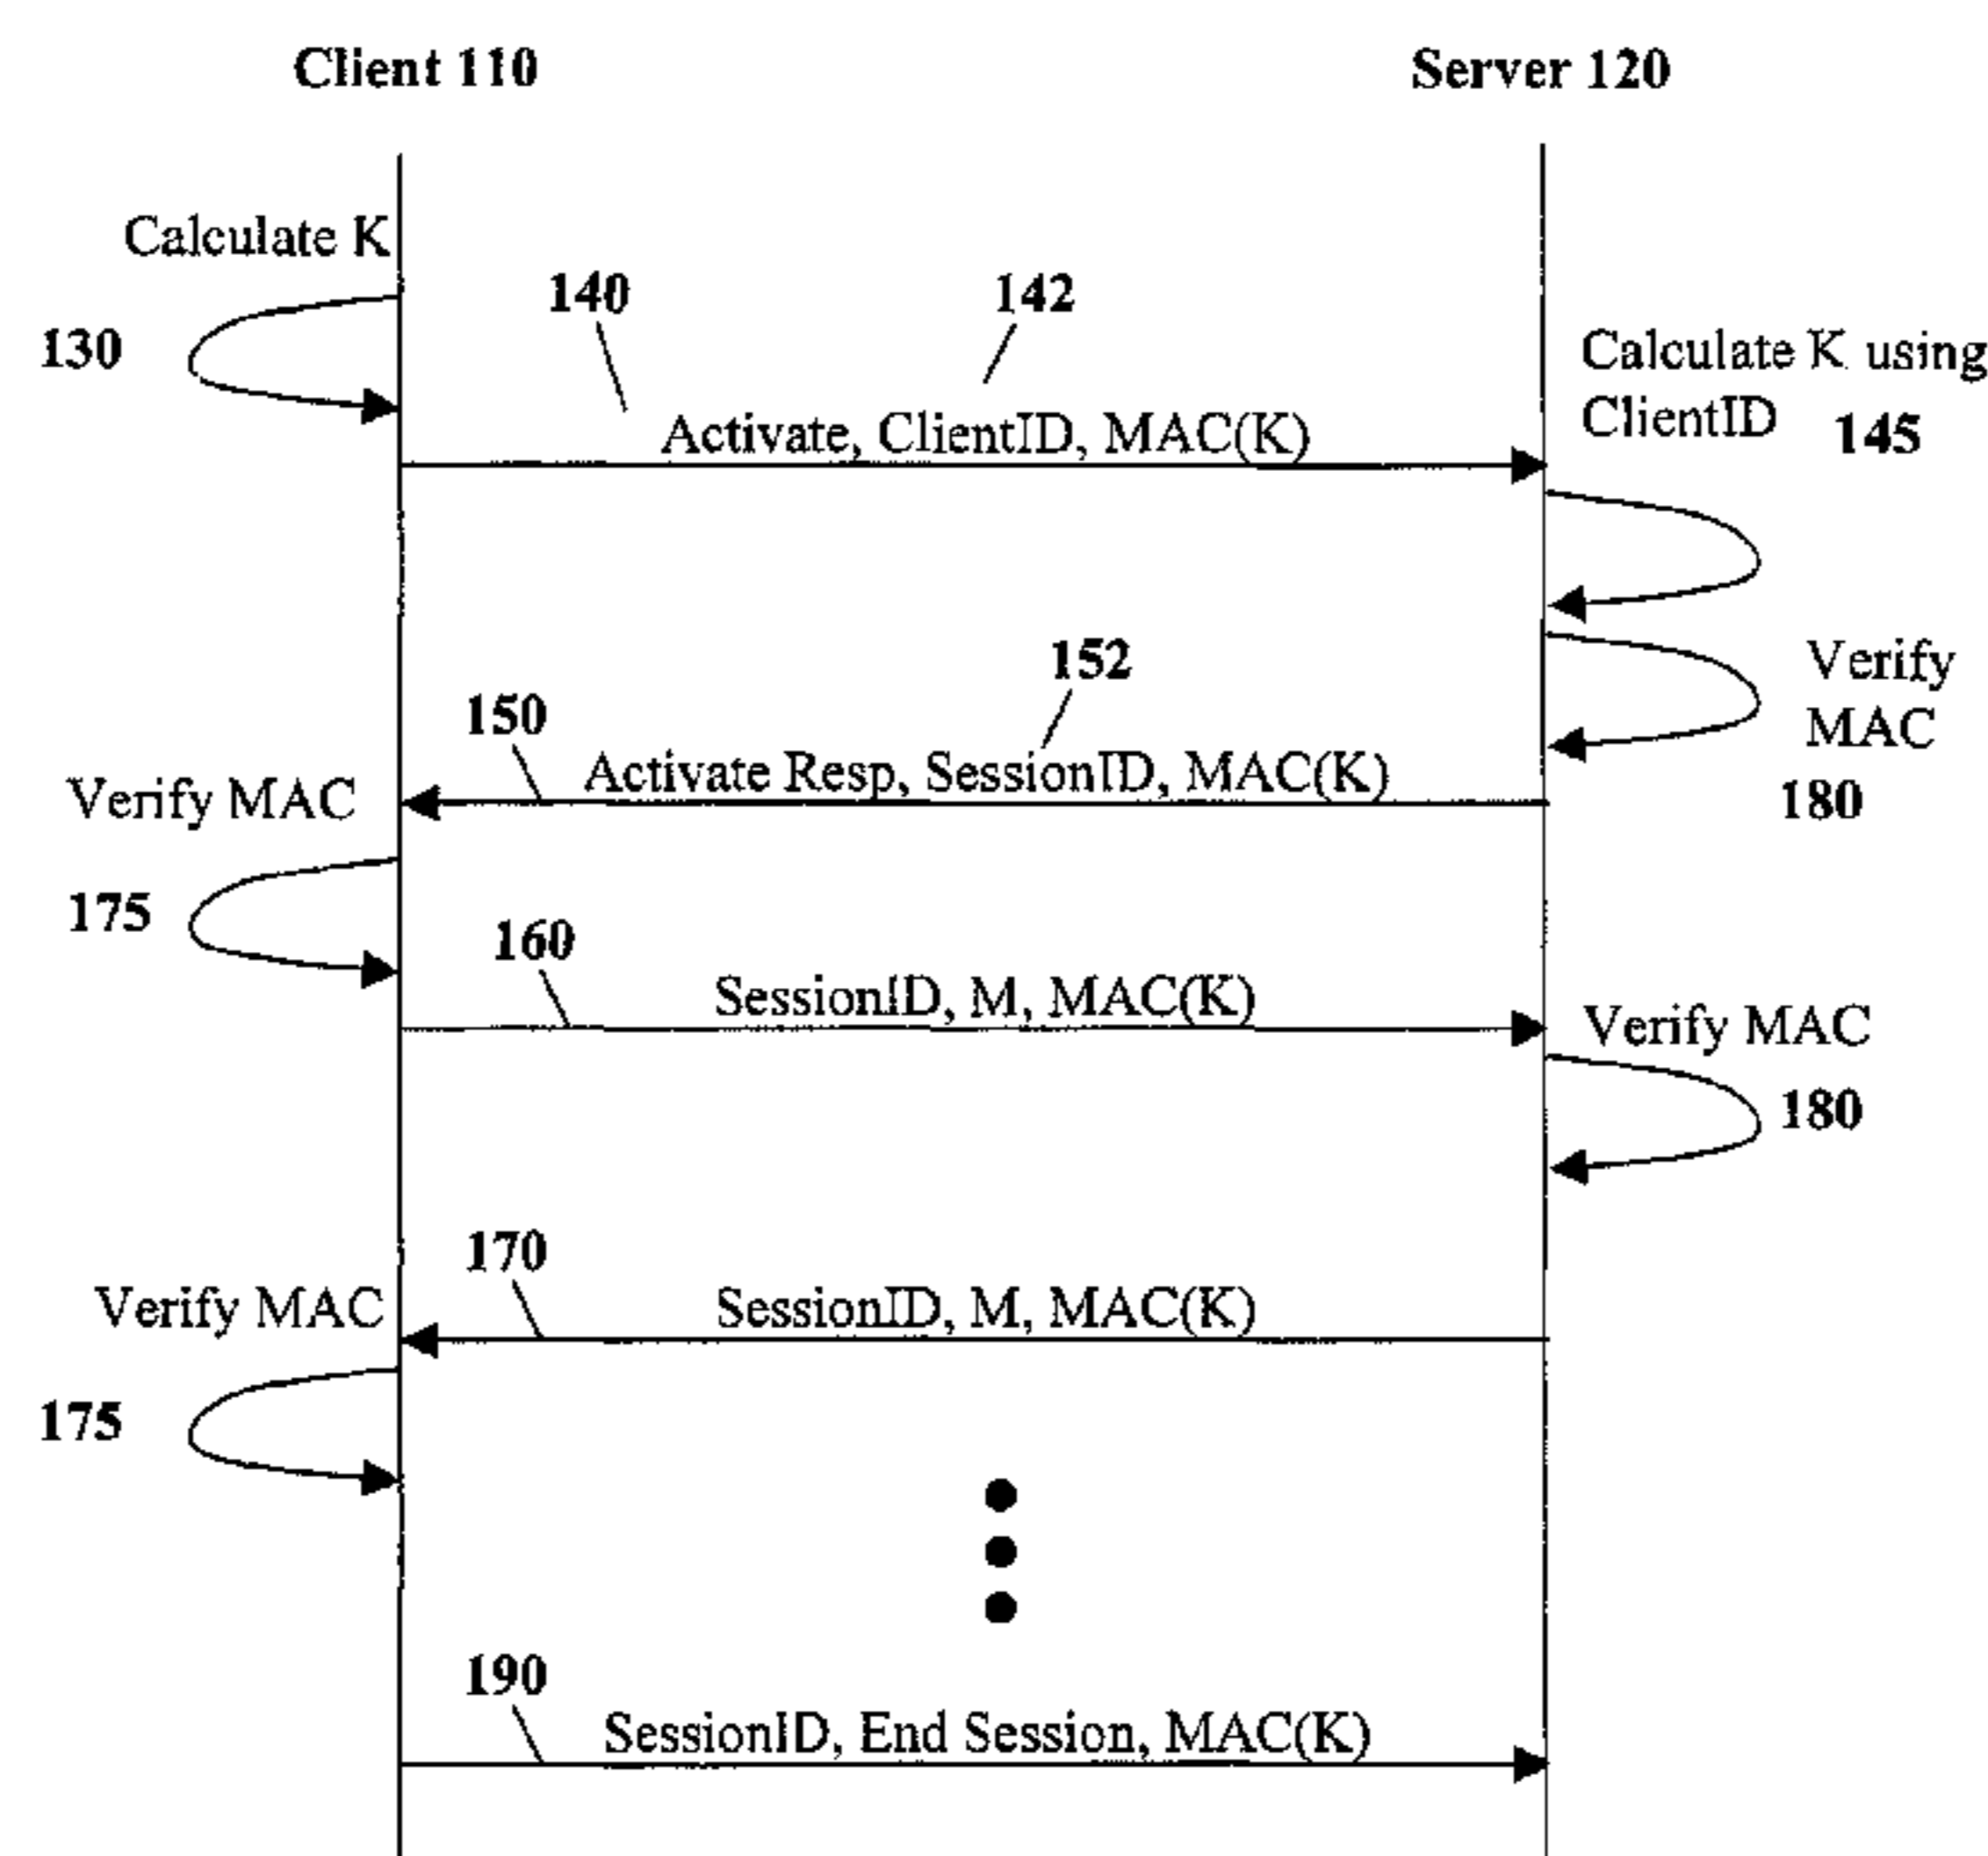 Client 110
Server 120
Calculate K
130
140
142
Activate, ClientID, MAC(K)
Calculate K using
ClientID 145
Verify
MAC
180
152
150
Activate Resp, SessionID, MAC(K)
Verify MAC
175
160
SessionID, M, MAC(K)
Verify MAC
180
170
SessionID, M, MAC(K)
Verify MAC
175
190
SessionID, End Session, MAC(K)